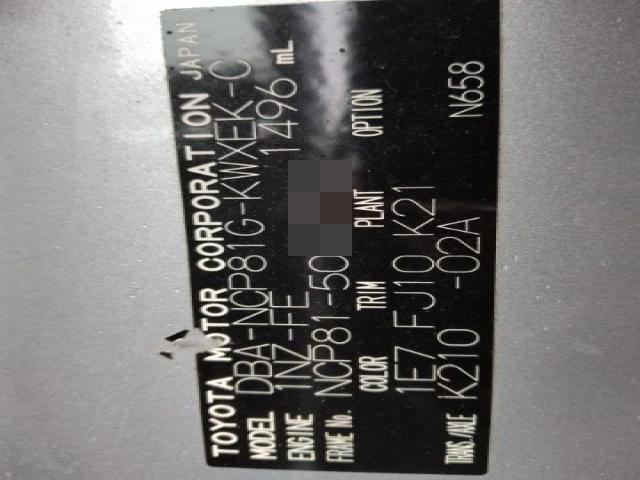 TOYOTA MOTOR CORPORATION JAPAN
MODEL DBA-NCP81G-KWXEK-C
ENGINE 1NZ-FE 1496 mL
FRAME No. NCP81-50
COLOR TRIM PLANT OPTION
1E7 FJ10 K21
TRANS./AXLE K210 -02A N658